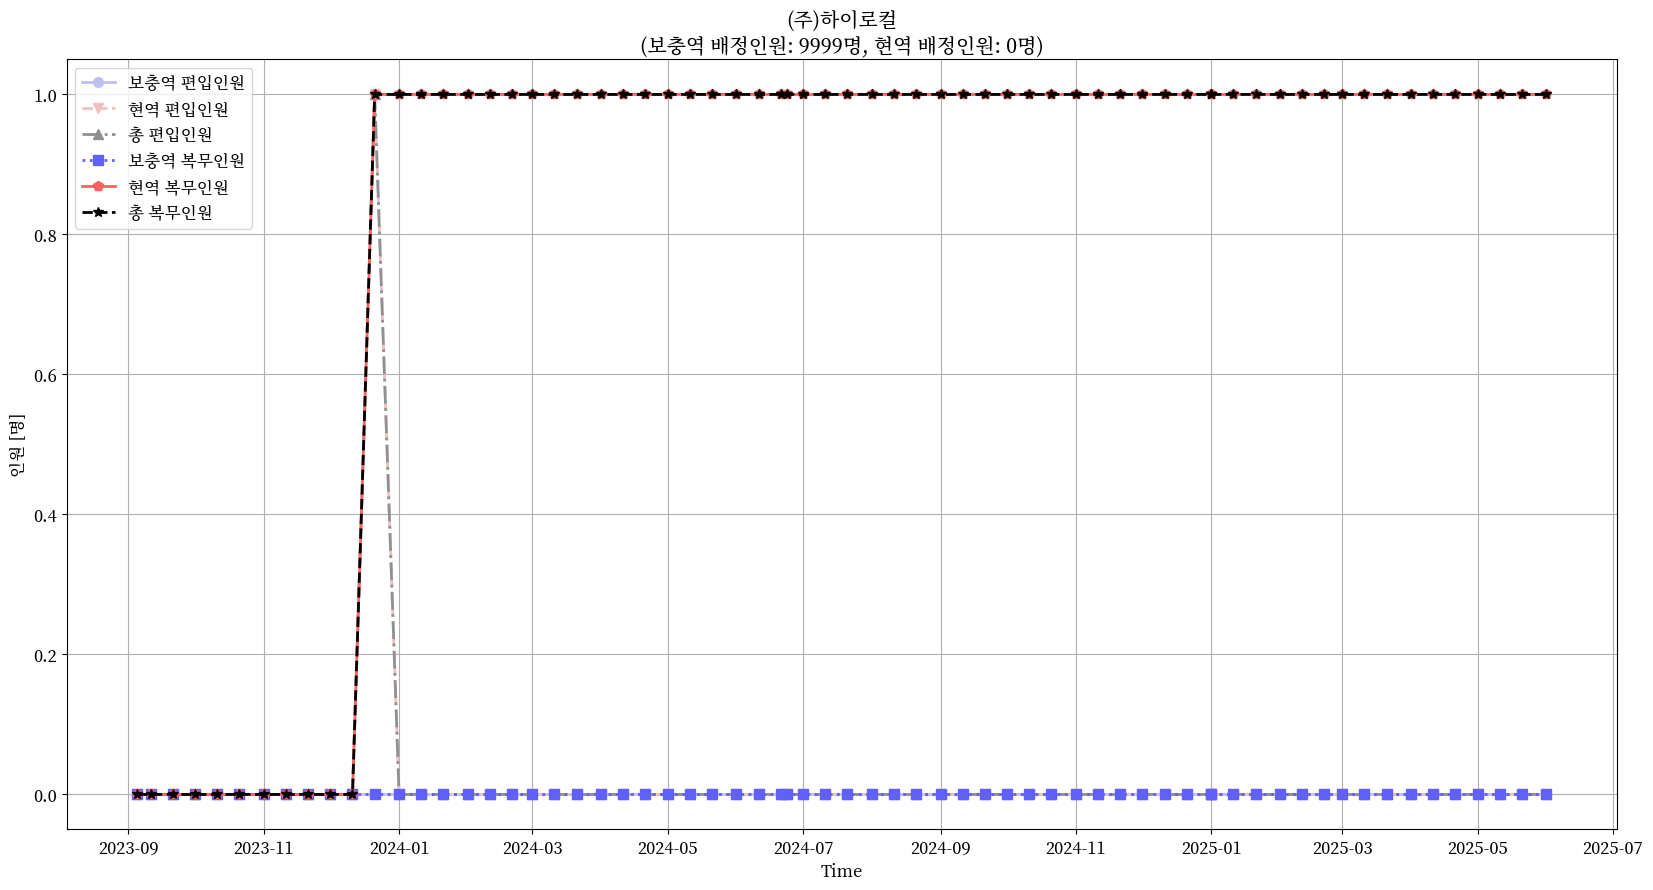 (주)하이로컬
(보충역 배정인원: 9999명, 현역 배정인원: 0명)
보충역 편입인원
현역 편입인원
총 편입인원
보충역 복무인원
현역 복무인원
총 복무인원
1.0
0.8
0.6
0.4
0.2
0.0
인원 [명]
2023-09 2023-11 2024-01 2024-03 2024-05 2024-07 2024-09 2024-11 2025-01 2025-03 2025-05 2025-07
Time